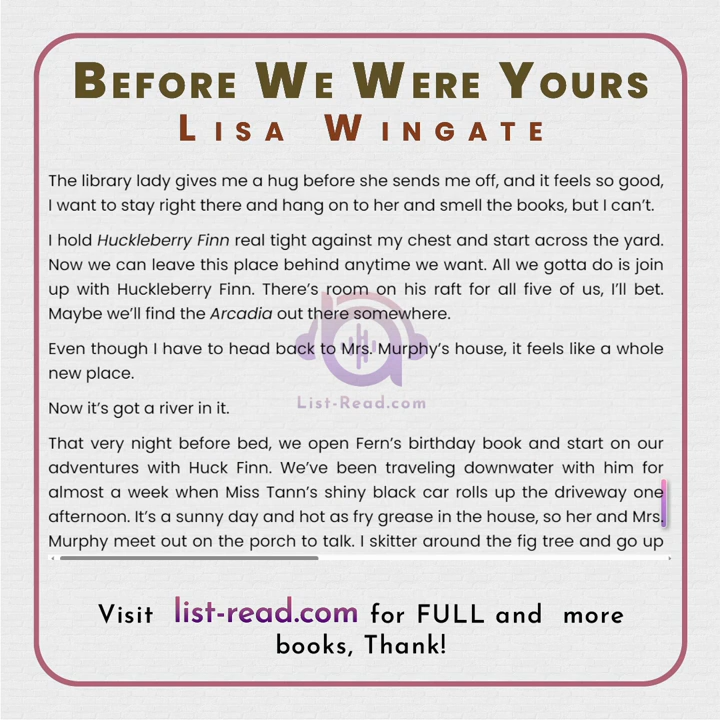 BEFORE WE WERE YOURS
LISA WINGATE
The library lady gives me a hug before she sends me off, and it feels so good,
I want to stay right there and hang on to her and smell the books, but I can't.
I hold Huckleberry Finn real tight against my chest and start across the yard.
Now we can leave this place behind anytime we want. All we gotta do is join
up with Huckleberry Finn. There's room on his raft for all five of us, I'll bet.
Maybe we'll find the Arcadia out there somewhere.
Even though I have to head back to Mrs. Murphy's house, it feels like a whole
new place.
List-Read.com
Now it's got a river in it.
That very night before bed, we open Fern's birthday book and start on our
adventures with Huck Finn. We've been traveling downwater with him for
almost a week when Miss Tann's shiny black car rolls up the driveway one
afternoon. It's a sunny day and hot as fry grease in the house, so her and Mrs.
Murphy meet out on the porch to talk. I skitter around the fig tree and go up
Visit list-read.com for FULL and more
books, Thank!